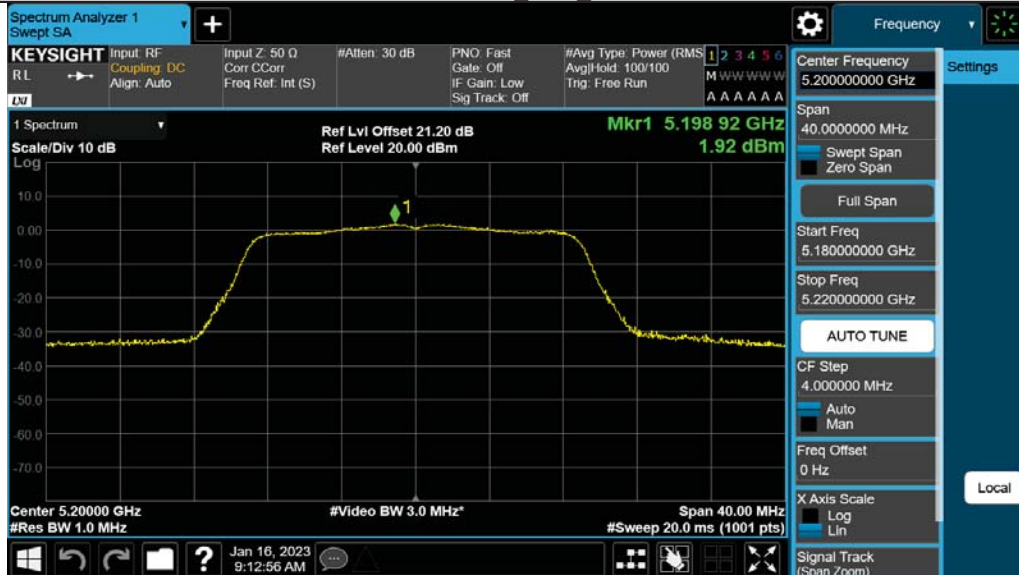 Spectrum Analyzer 1
Swept SA
Frequency
KEYSIGHT
RL
LXI
Input: RF
Coupling: DC
Align: Auto
Input Z: 50 Ω
Corr CCorr
Freq Ref: Int (S)
#Atten: 30 dB
PNO: Fast
Gate: Off
IF Gain: Low
Sig Track: Off
#Avg Type: Power (RMS
Avg|Hold: 100/100
Trig: Free Run
1 2 3 4 5 6
M W W W W W
A A A A A A
1 Spectrum
Scale/Div 10 dB
Log
Ref Lvl Offset 21.20 dB
Ref Level 20.00 dBm
Mkr1 5.198 92 GHz
1.92 dBm
10.0
0.00
-10.0
-20.0
-30.0
-40.0
-50.0
-60.0
-70.0
1
Center 5.20000 GHz
#Res BW 1.0 MHz
#Video BW 3.0 MHz*
Span 40.00 MHz
#Sweep 20.0 ms (1001 pts)
?
Jan 16, 2023
9:12:56 AM
Center Frequency
5.200000000 GHz
Span
40.0000000 MHz
Swept Span
Zero Span
Full Span
Start Freq
5.180000000 GHz
Stop Freq
5.220000000 GHz
AUTO TUNE
CF Step
4.000000 MHz
Auto
Man
Freq Offset
0 Hz
X Axis Scale
Log
Lin
Signal Track
(Span Zoom)
Settings
Local